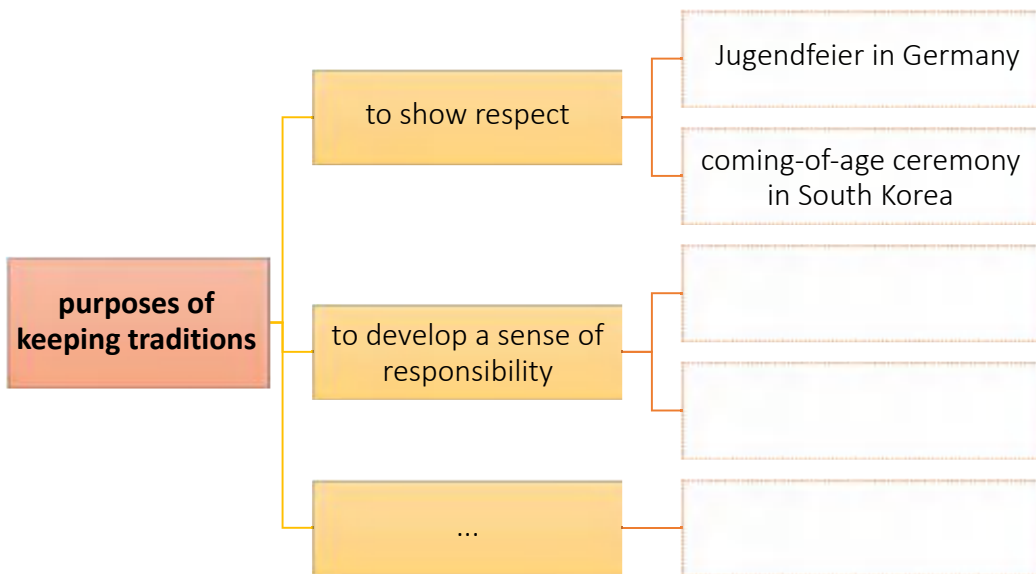 purposes of
keeping traditions
to show respect
Jugendfeier in Germany
coming-of-age ceremony
in South Korea
to develop a sense of
responsibility
...